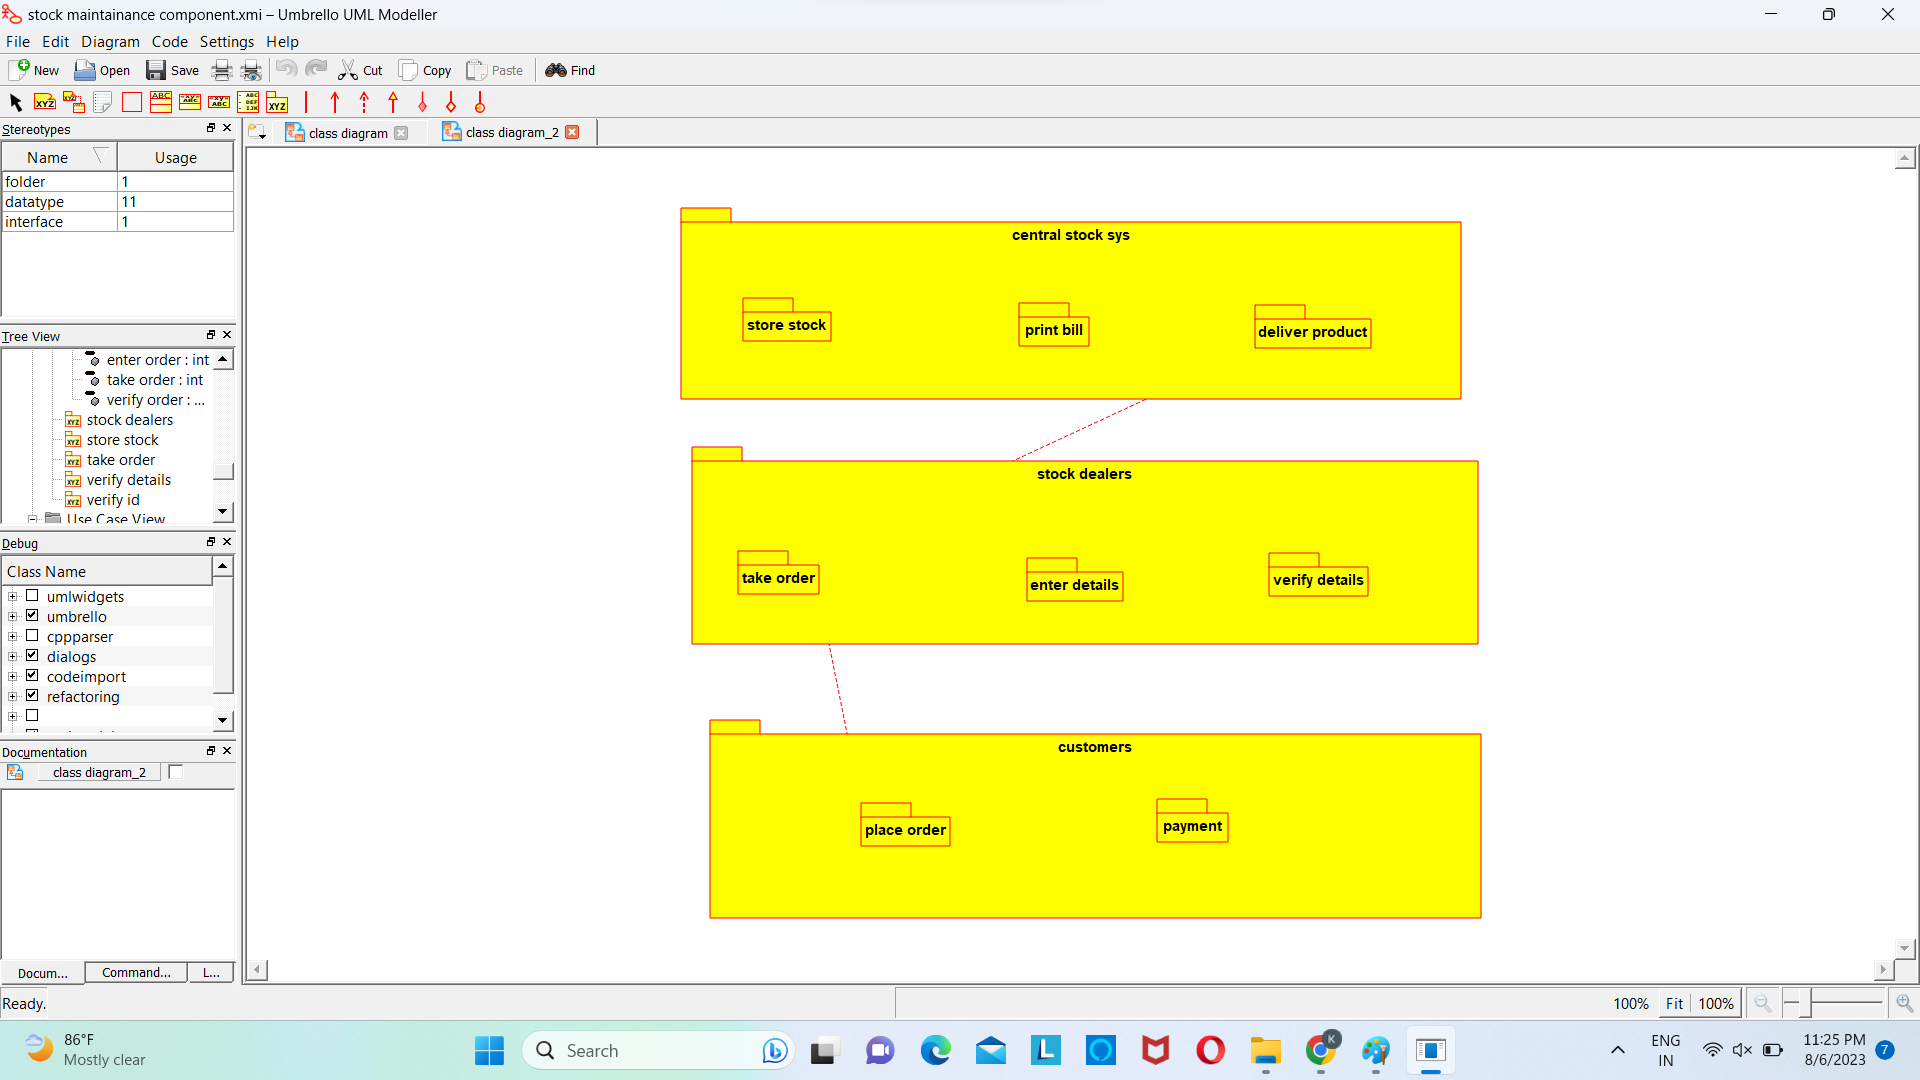 stock maintainance component.xmi – Umbrello UML Modeller
File Edit Diagram Code Settings Help
New Open Save Cut Copy Paste Find
Stereotypes
Name Usage
folder 1
datatype 11
interface 1
Tree View
enter order : int
take order : int
verify order : ...
stock dealers
store stock
take order
verify details
verify id
Use Case View
Debug
Class Name
umlwidgets
umbrello
cppparser
dialogs
codeimport
refactoring
Documentation
class diagram_2
Docum... Command... L...
class diagram class diagram_2
central stock sys
store stock print bill deliver product
stock dealers
take order enter details verify details
customers
place order payment
Ready.
100% Fit 100%
86°F
Mostly clear
Search
ENG
IN
11:25 PM
8/6/2023
7